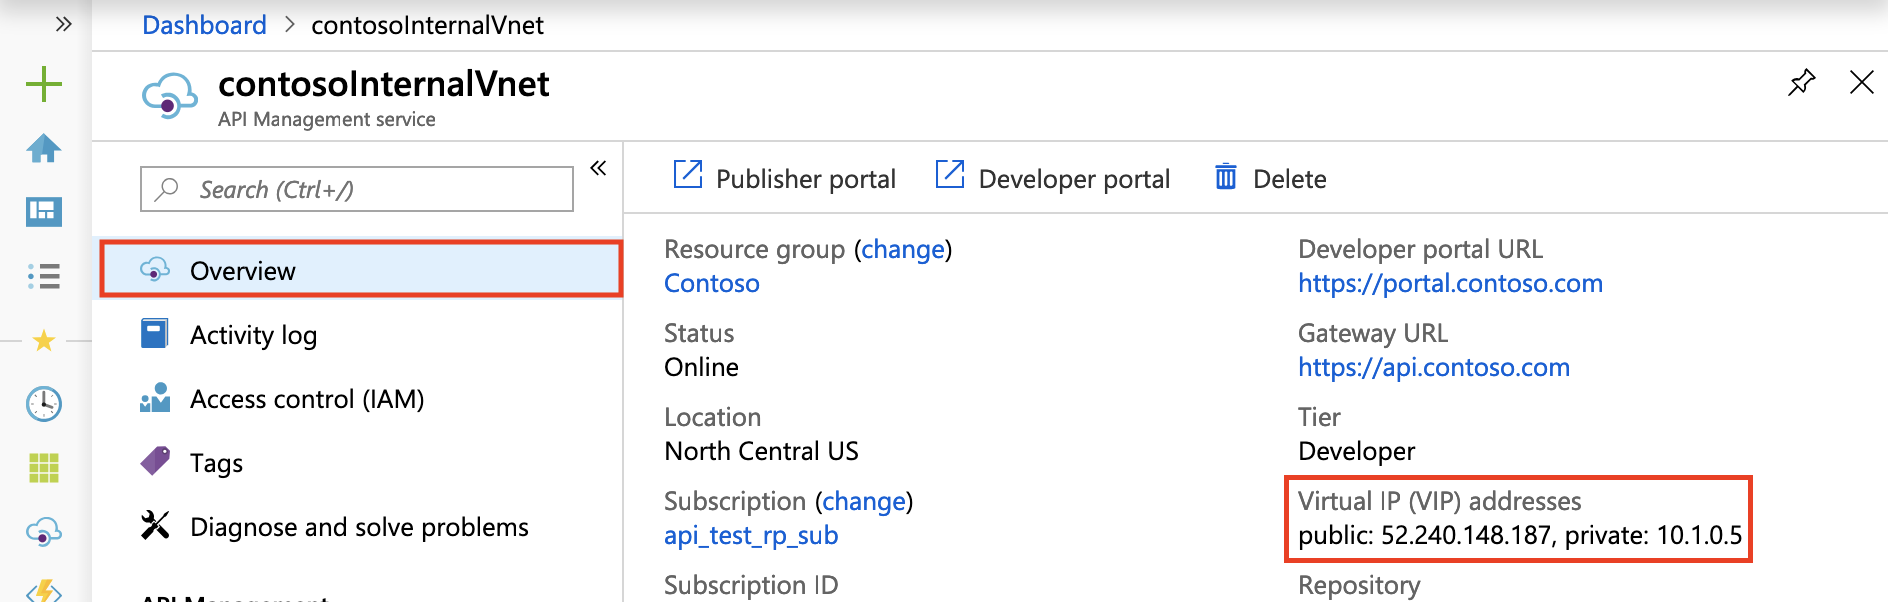 Dashboard > contosoInternalVnet
contosoInternalVnet
API Management service
Search (Ctrl+/)
Overview
Activity log
Access control (IAM)
Tags
Diagnose and solve problems
API Management
Publisher portal
Developer portal
Delete
Resource group (change)
Contoso
Status
Online
Location
North Central US
Subscription (change)
api_test_rp_sub
Subscription ID
Developer portal URL
https://portal.contoso.com
Gateway URL
https://api.contoso.com
Tier
Developer
Virtual IP (VIP) addresses
public: 52.240.148.187, private: 10.1.0.5
Repository